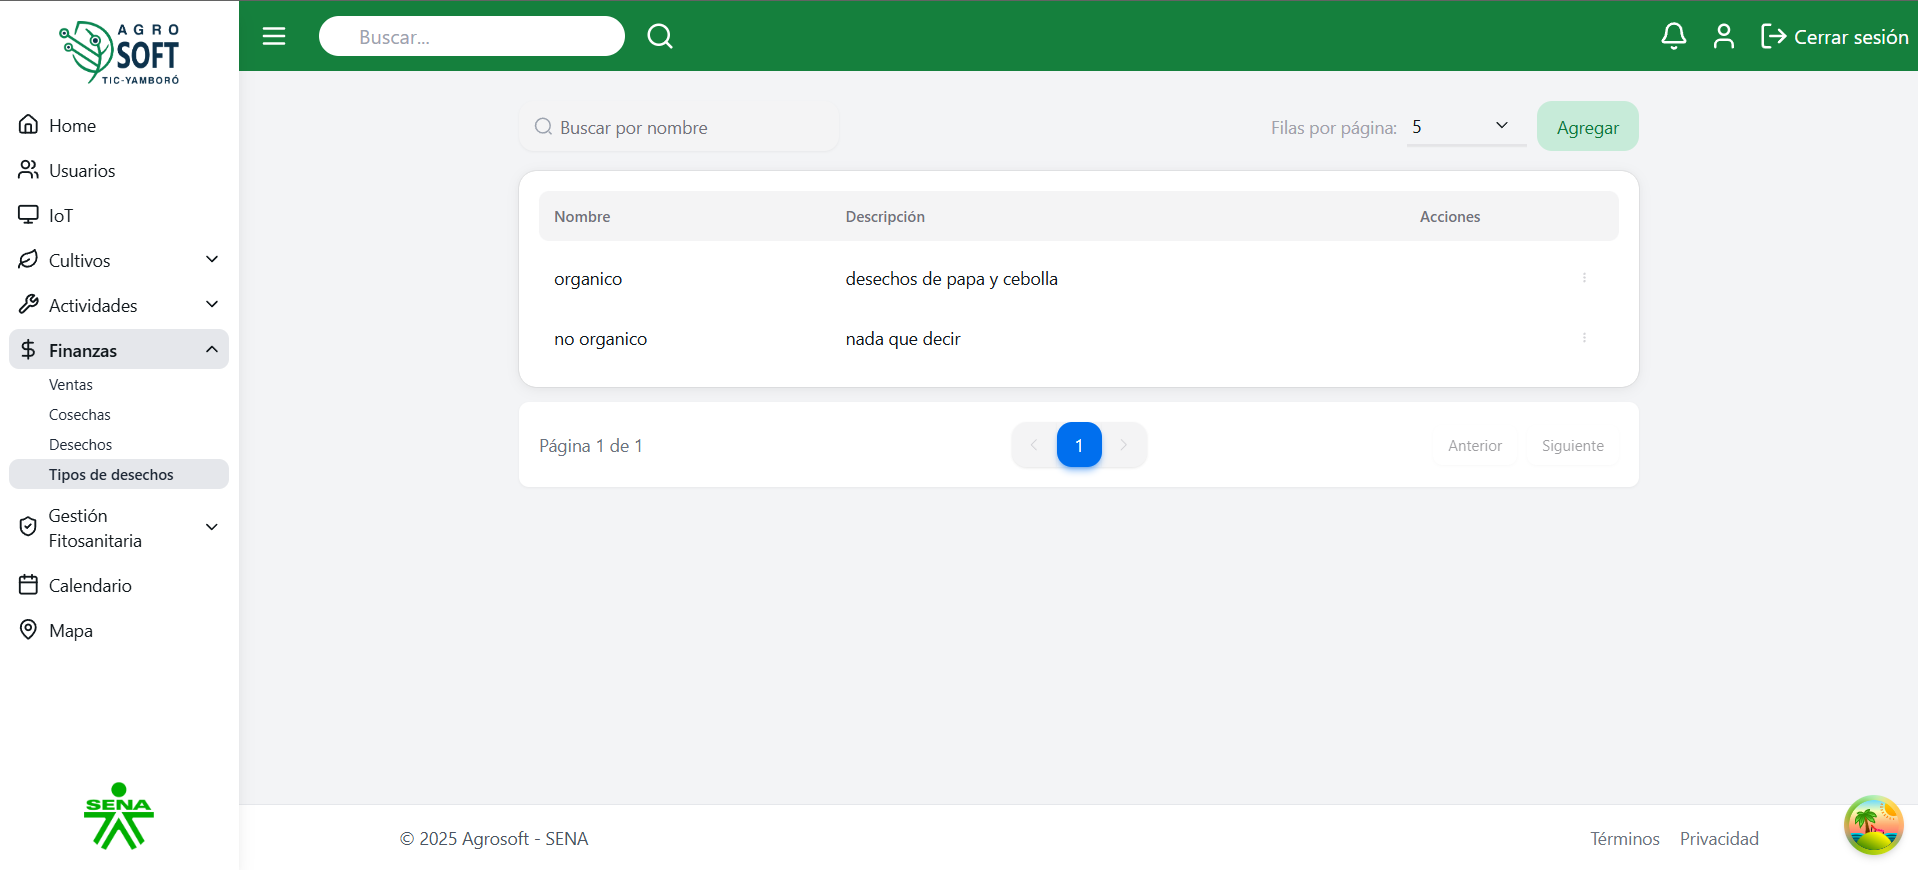 AGRO
SOFT
TIC-YAMBORÓ
Buscar...
Cerrar sesión
Home
Usuarios
IoT
Cultivos
Actividades
Finanzas
Ventas
Cosechas
Desechos
Tipos de desechos
Gestión
Fitosanitaria
Calendario
Mapa
SENA
Buscar por nombre
Filas por página: 5
Agregar
Nombre Descripción Acciones
organico desechos de papa y cebolla
no organico nada que decir
Página 1 de 1
1
Anterior Siguiente
© 2025 Agrosoft - SENA
Términos Privacidad